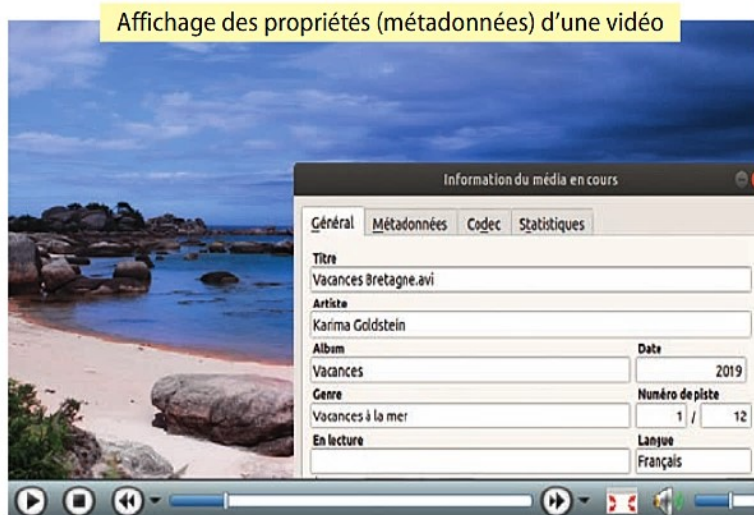 Affichage des propriétés (métadonnées) d'une vidéo
Information du média en cours
Général Métadonnées Codec Statistiques
Titre
Vacances Bretagne.avi
Artiste
Karima Goldstein
Album Date
Vacances 2019
Genre Numéro de piste
Vacances à la mer 1 / 12
En lecture Langue
Français